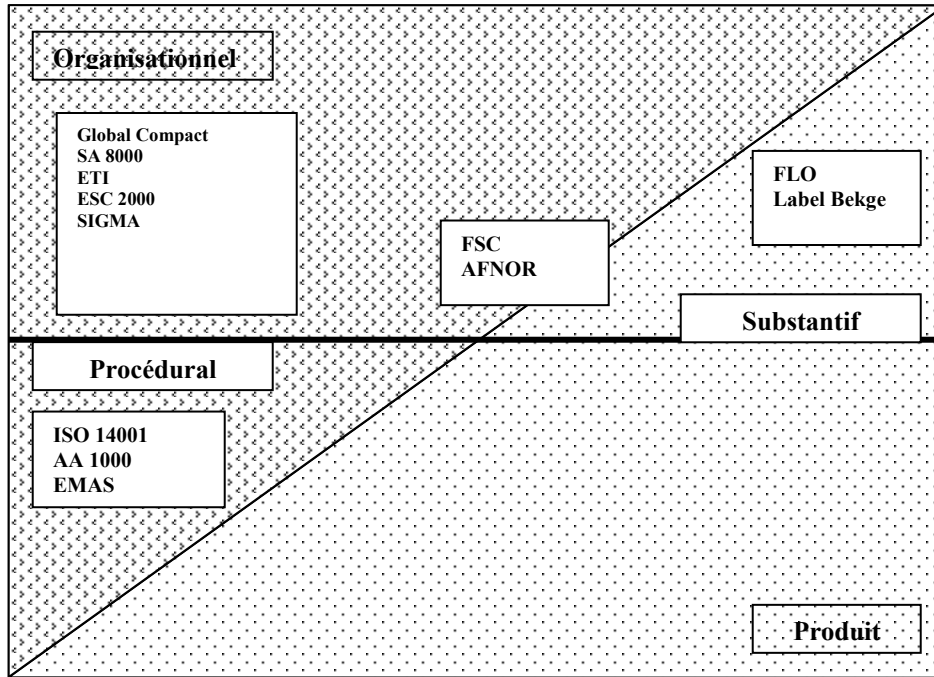 Organisationnel
Global Compact
SA 8000
ETI
ESC 2000
SIGMA
FLO
Label Bekge
FSC
AFNOR
Substantif
Procédural
ISO 14001
AA 1000
EMAS
Produit